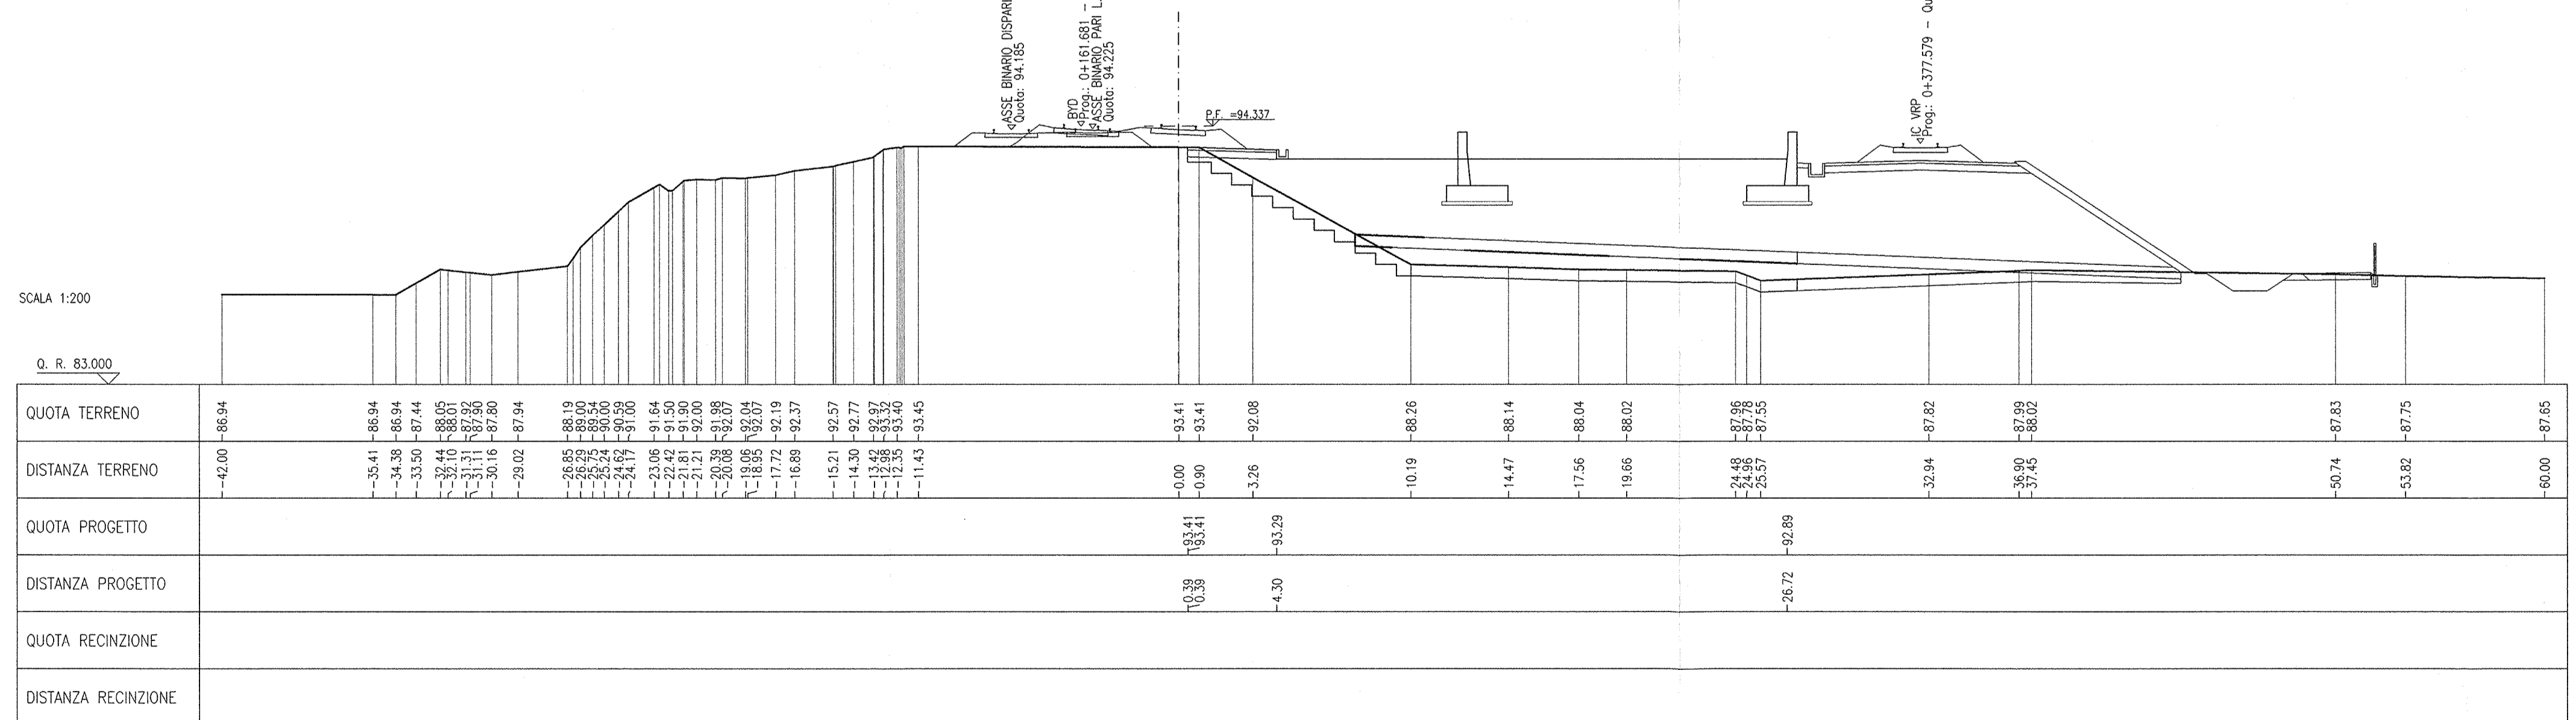 ASSE BINARIO DISPARI
Quota: 94.185
BYD
Prog.: 0+161.681 -
ASSE BINARIO PARI L.
Quota: 94.225
P.F. =94.337
IC VRP
Prog.: 0+377.579 - Qu
SCALA 1:200
Q. R. 83.000
QUOTA TERRENO 86.94 86.94 86.94 87.44 88.05 88.01 87.92 87.90 87.80 87.94 88.19 89.00 89.54 90.00 90.59 91.00 91.64 91.50 91.90 92.00 91.98 92.07 92.04 92.07 92.19 92.37 92.57 92.77 92.97 93.32 93.40 93.45 93.41 93.41 92.08 88.26 88.14 88.04 88.02 87.96 87.78 87.55 87.82 87.99 88.02 87.83 87.75 87.65
DISTANZA TERRENO -42.00 -35.41 -34.38 -33.50 -32.44 -32.10 -31.31 -31.11 -30.16 -29.02 -26.85 -26.29 -25.75 -25.24 -24.62 -24.17 -23.06 -22.42 -21.81 -21.21 -20.39 -20.08 -19.06 -18.95 -17.72 -16.89 -15.21 -14.30 -13.42 -12.98 -12.35 -11.43 0.00 0.90 3.26 10.19 14.47 17.56 19.66 24.48 24.96 25.57 32.94 36.90 37.45 50.74 53.82 60.00
QUOTA PROGETTO 93.41 93.41 93.29 92.89
DISTANZA PROGETTO 0.39 0.39 4.30 26.72
QUOTA RECINZIONE
DISTANZA RECINZIONE